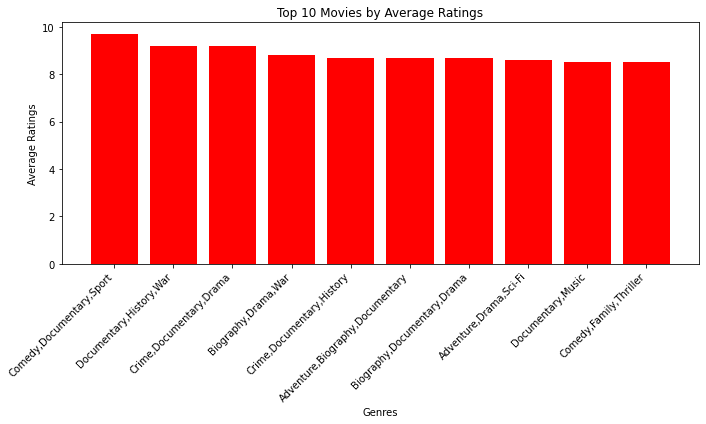 Top 10 Movies by Average Ratings
Average Ratings
10
8
6
4
2
0
Comedy,Documentary,Sport
Documentary,History,War
Crime,Documentary,Drama
Biography,Drama,War
Crime,Documentary,History
Adventure,Biography,Documentary
Biography,Documentary,Drama
Adventure,Drama,Sci-Fi
Documentary,Music
Comedy,Family,Thriller
Genres